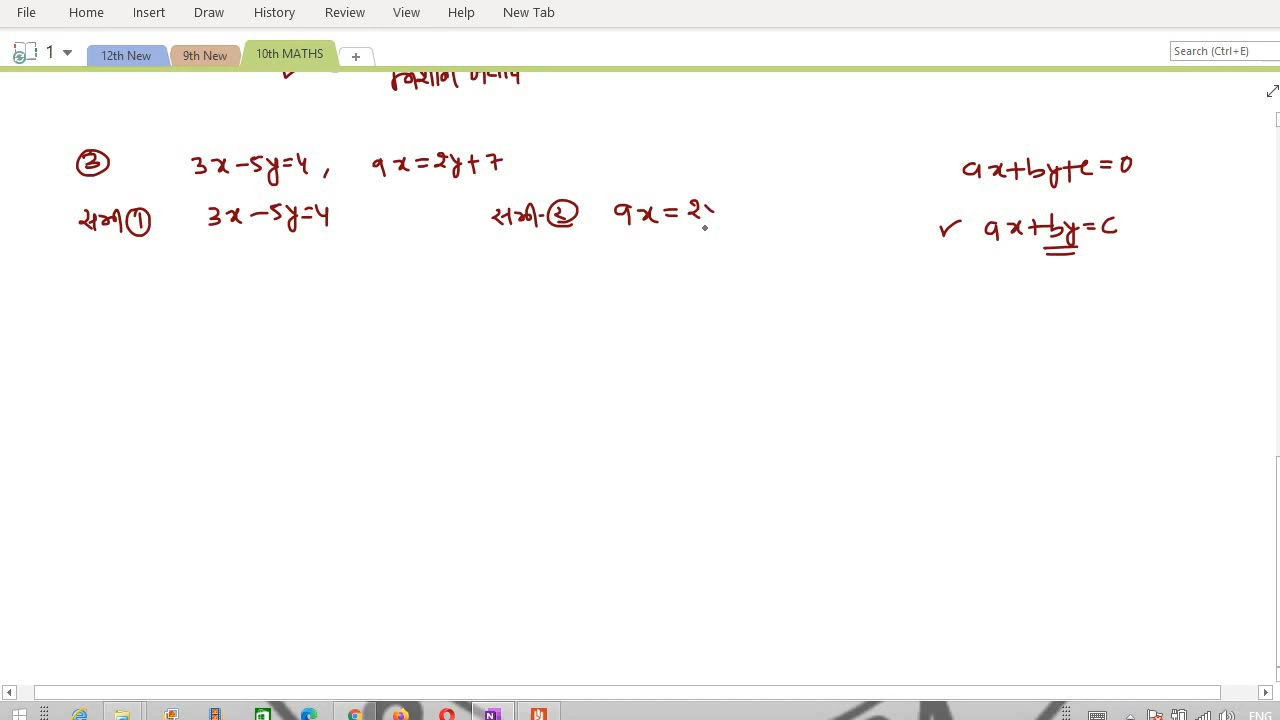 File Home Insert Draw History Review View Help New Tab
1 12th New 9th New 10th MATHS + Search (Ctrl+E)
③ 3x-5y=4, 9x=2y+7
ax+by+c=0
સમી① 3x-5y=4 સમી-② 9x=2
✓ ax+by=c
ENG